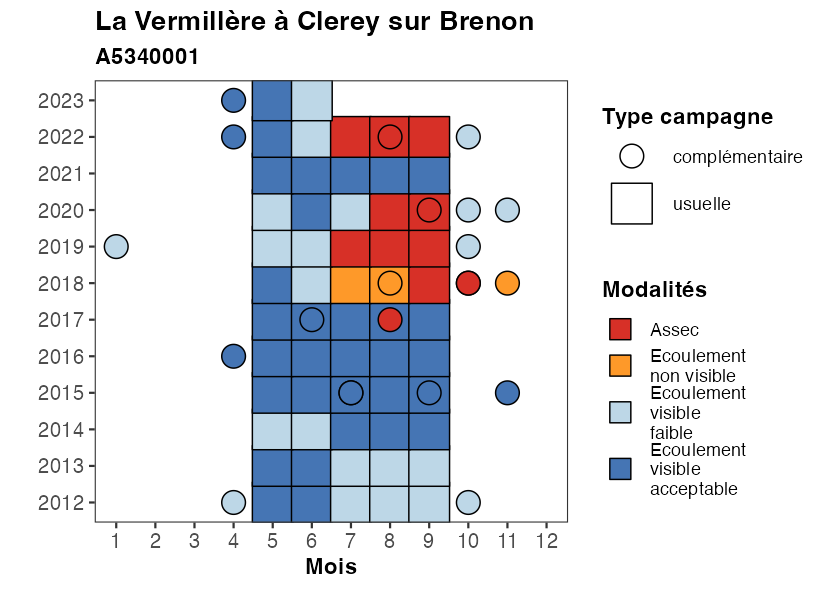 La Vermillère à Clerey sur Brenon
A5340001
2023
2022
2021
2020
2019
2018
2017
2016
2015
2014
2013
2012
1 2 3 4 5 6 7 8 9 10 11 12
Mois
Type campagne
complémentaire
usuelle
Modalités
Assec
Ecoulement
non visible
Ecoulement
visible
faible
Ecoulement
visible
acceptable